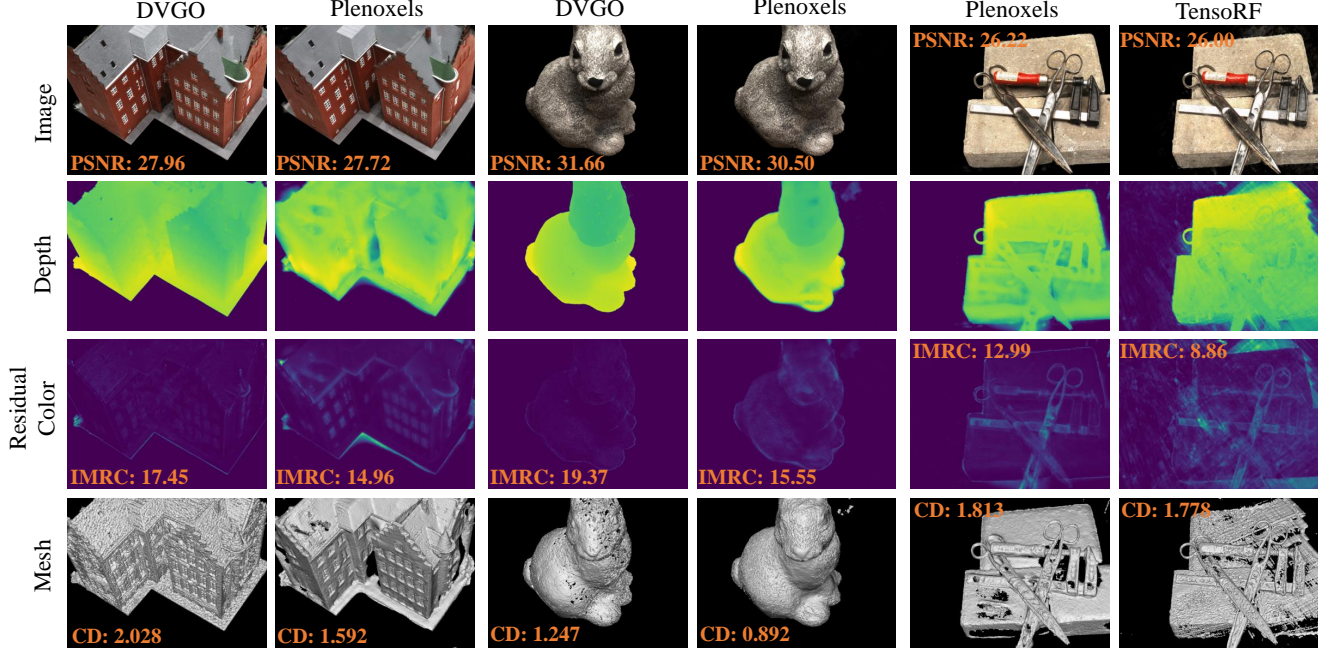 DVGO Plenoxels DVGO Plenoxels Plenoxels TensoRF
Image
PSNR: 27.96 PSNR: 27.72 PSNR: 31.66 PSNR: 30.50 PSNR: 26.22 PSNR: 26.00
Depth
Residual
Color
IMRC: 17.45 IMRC: 14.96 IMRC: 19.37 IMRC: 15.55 IMRC: 12.99 IMRC: 8.86
Mesh
CD: 2.028 CD: 1.592 CD: 1.247 CD: 0.892 CD: 1.813 CD: 1.778